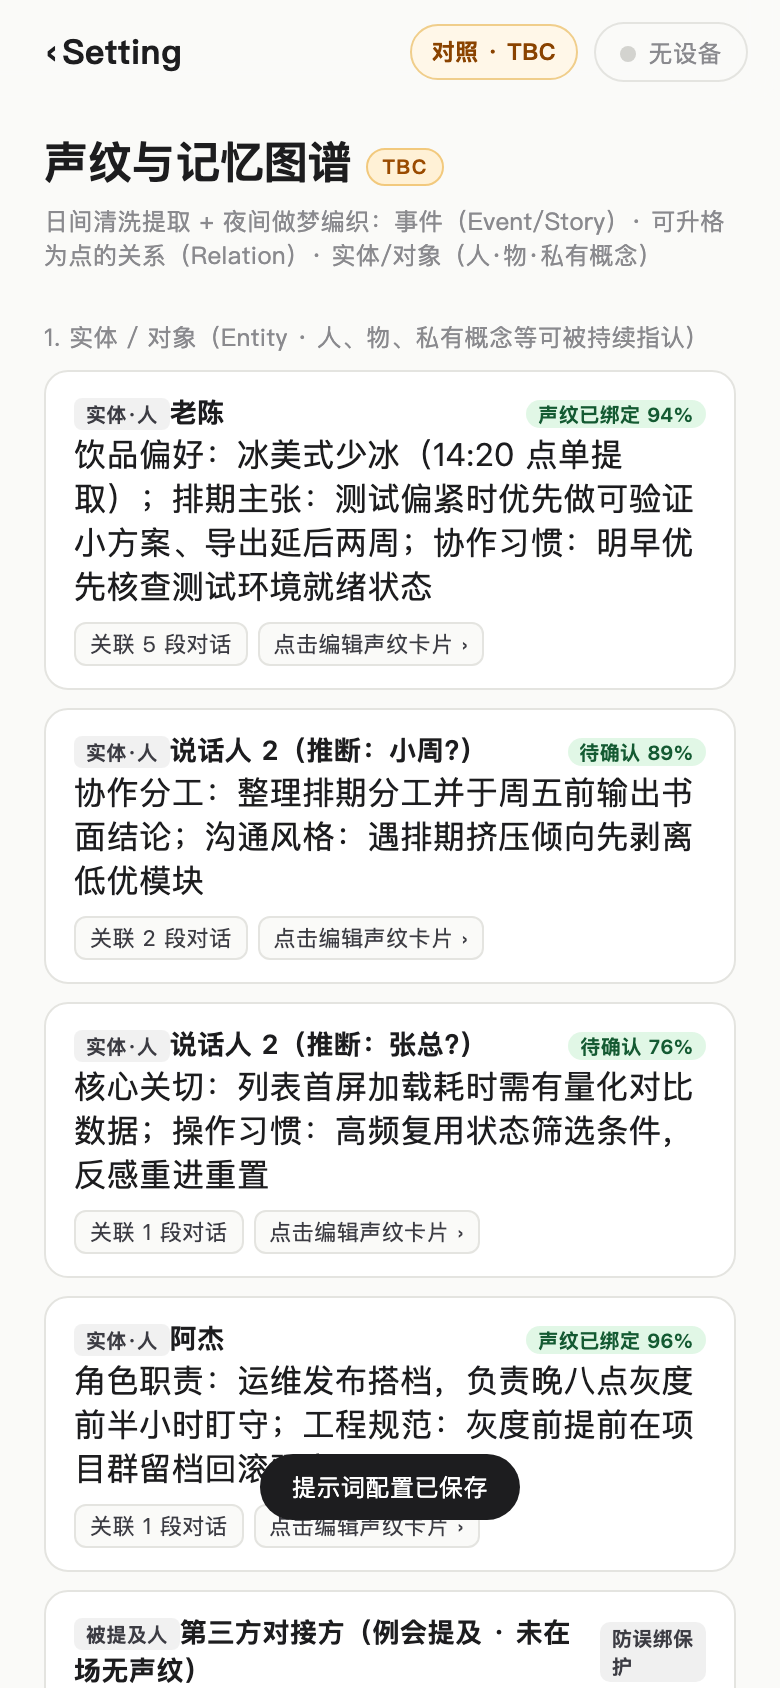 ‹Setting
对照 · TBC
无设备
声纹与记忆图谱 TBC
日间清洗提取 + 夜间做梦编织：事件（Event/Story）· 可升格
为点的关系（Relation）· 实体/对象（人·物·私有概念）
1. 实体 / 对象（Entity · 人、物、私有概念等可被持续指认）
实体·人 老陈 声纹已绑定 94%
饮品偏好：冰美式少冰（14:20 点单提
取）；排期主张：测试偏紧时优先做可验证
小方案、导出延后两周；协作习惯：明早优
先核查测试环境就绪状态
关联 5 段对话 点击编辑声纹卡片 ›
实体·人 说话人 2（推断：小周?） 待确认 89%
协作分工：整理排期分工并于周五前输出书
面结论；沟通风格：遇排期挤压倾向先剥离
低优模块
关联 2 段对话 点击编辑声纹卡片 ›
实体·人 说话人 2（推断：张总?） 待确认 76%
核心关切：列表首屏加载耗时需有量化对比
数据；操作习惯：高频复用状态筛选条件，
反感重进重置
关联 1 段对话 点击编辑声纹卡片 ›
实体·人 阿杰 声纹已绑定 96%
角色职责：运维发布搭档，负责晚八点灰度
前半小时盯守；工程规范：灰度前提前在项
目群留档回滚
提示词配置已保存
关联 1 段对话 点击编辑声纹卡片 ›
被提及人 第三方对接方（例会提及 · 未在
场无声纹）
防误绑保
护